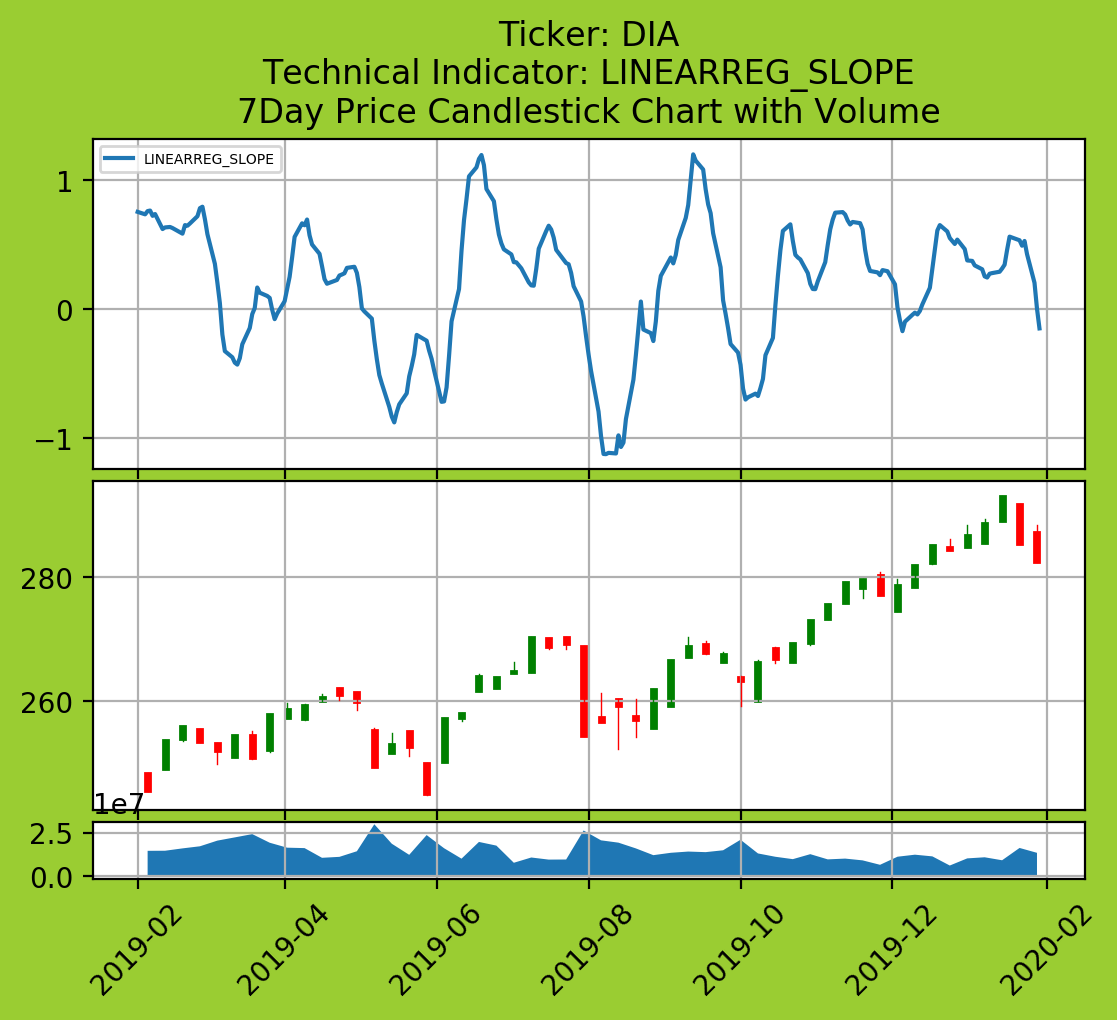 Ticker: DIA
Technical Indicator: LINEARREG_SLOPE
7Day Price Candlestick Chart with Volume
LINEARREG_SLOPE
1
0
−1
280
260
1e7
2.5
0.0
2019-02
2019-04
2019-06
2019-08
2019-10
2019-12
2020-02